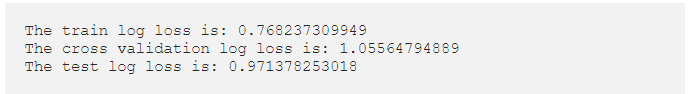 The train log loss is: 0.768237309949
The cross validation log loss is: 1.05564794889
The test log loss is: 0.971378253018